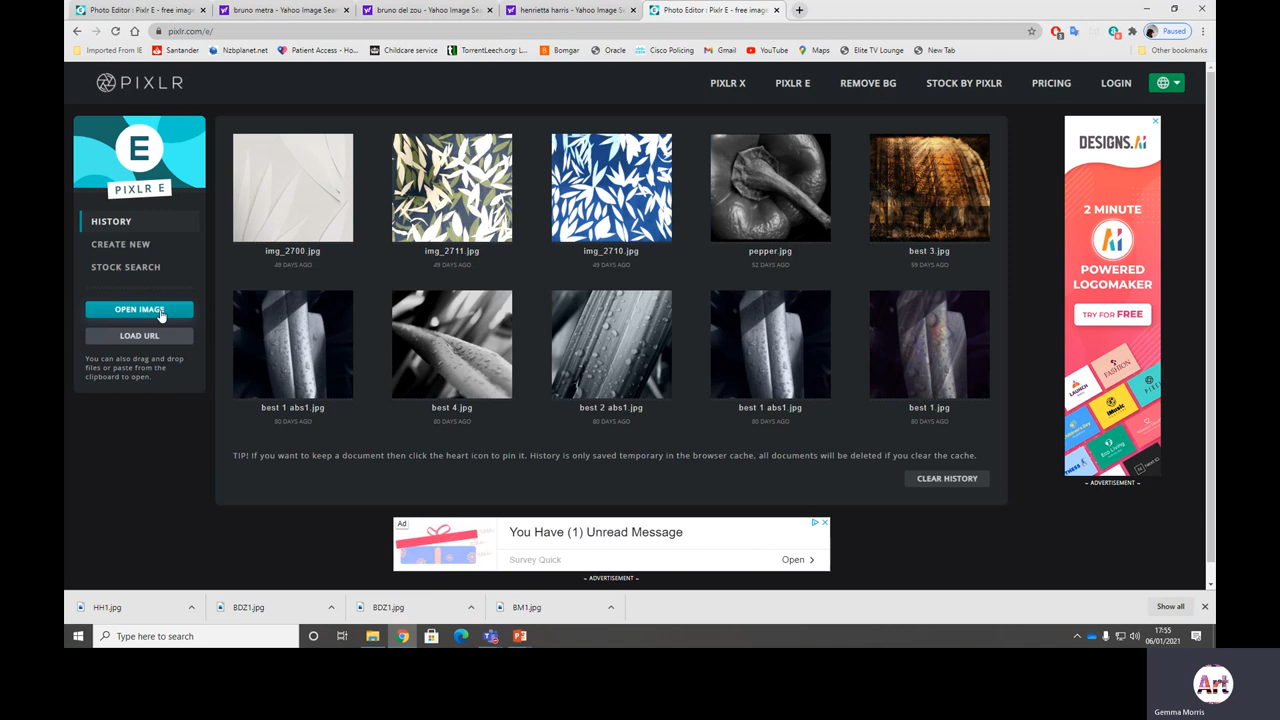 Photo Editor : Pixlr E - free image
bruno metra - Yahoo Image Sear
bruno del zou - Yahoo Image Se
henrietta harris - Yahoo Image S
Photo Editor : Pixlr E - free image
pixlr.com/e/
Paused
Imported From IE
Santander
Nzbplanet.net
Patient Access - Ho...
Childcare service
TorrentLeech.org: L...
Bomgar
Oracle
Cisco Policing
Gmail
YouTube
Maps
Elite TV Lounge
New Tab
Other bookmarks
PIXLR
PIXLR X
PIXLR E
REMOVE BG
STOCK BY PIXLR
PRICING
LOGIN
E
PIXLR E
HISTORY
CREATE NEW
STOCK SEARCH
OPEN IMAGE
LOAD URL
You can also drag and drop
files or paste from the
clipboard to open.
img_2700.jpg
49 DAYS AGO
img_2711.jpg
49 DAYS AGO
img_2710.jpg
49 DAYS AGO
pepper.jpg
52 DAYS AGO
best 3.jpg
59 DAYS AGO
best 1 abs1.jpg
80 DAYS AGO
best 4.jpg
80 DAYS AGO
best 2 abs1.jpg
80 DAYS AGO
best 1 abs1.jpg
80 DAYS AGO
best 1.jpg
80 DAYS AGO
TIP! If you want to keep a document then click the heart icon to pin it. History is only saved temporary in the browser cache, all documents will be deleted if you clear the cache.
CLEAR HISTORY
DESIGNS.Ai
2 MINUTE
Ai
POWERED
LOGOMAKER
TRY FOR FREE
FASHION
LAUNCH
iMusic
Eco Living
– ADVERTISEMENT –
Ad
You Have (1) Unread Message
Survey Quick
Open
– ADVERTISEMENT –
HH1.jpg
BDZ1.jpg
BDZ1.jpg
BM1.jpg
Show all
Type here to search
17:55
06/01/2021
Art
Gemma Morris